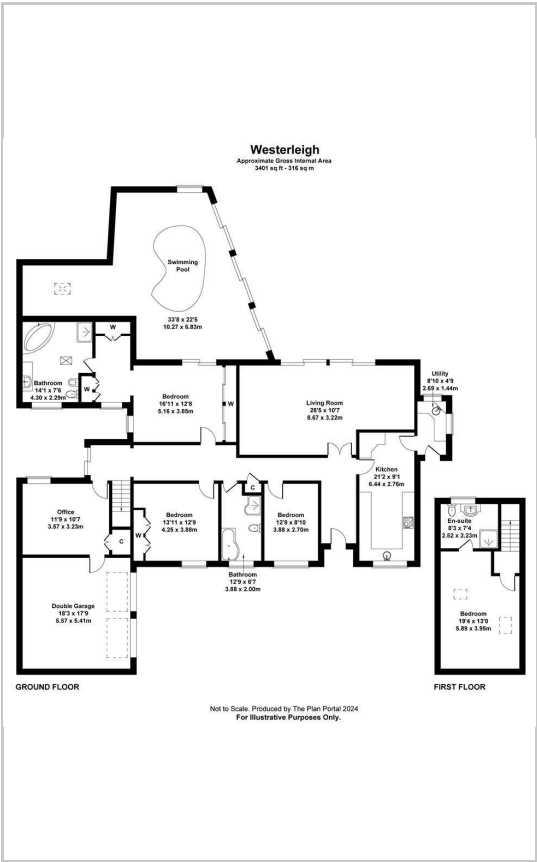 Westerleigh
Approximate Gross Internal Area
3401 sq ft - 316 sq m
Swimming
Pool
33'8 x 22'5
10.27 x 6.83m
W
Bathroom
14'1 x 7'6
4.30 x 2.29m
W
Bedroom
16'11 x 12'8
5.16 x 3.85m
W
Living Room
28'5 x 10'7
8.67 x 3.22m
Utility
8'10 x 4'9
2.69 x 1.44m
Kitchen
21'2 x 9'1
6.44 x 2.76m
Office
11'9 x 10'7
3.57 x 3.23m
C
Bedroom
13'11 x 12'9
4.25 x 3.88m
W
C
Bedroom
12'9 x 8'10
3.88 x 2.70m
Bathroom
12'9 x 6'7
3.88 x 2.00m
Double Garage
18'3 x 17'9
5.57 x 5.41m
En-suite
8'3 x 7'4
2.52 x 2.23m
Bedroom
19'4 x 13'0
5.89 x 3.95m
GROUND FLOOR
FIRST FLOOR
Not to Scale. Produced by The Plan Portal 2024
For Illustrative Purposes Only.